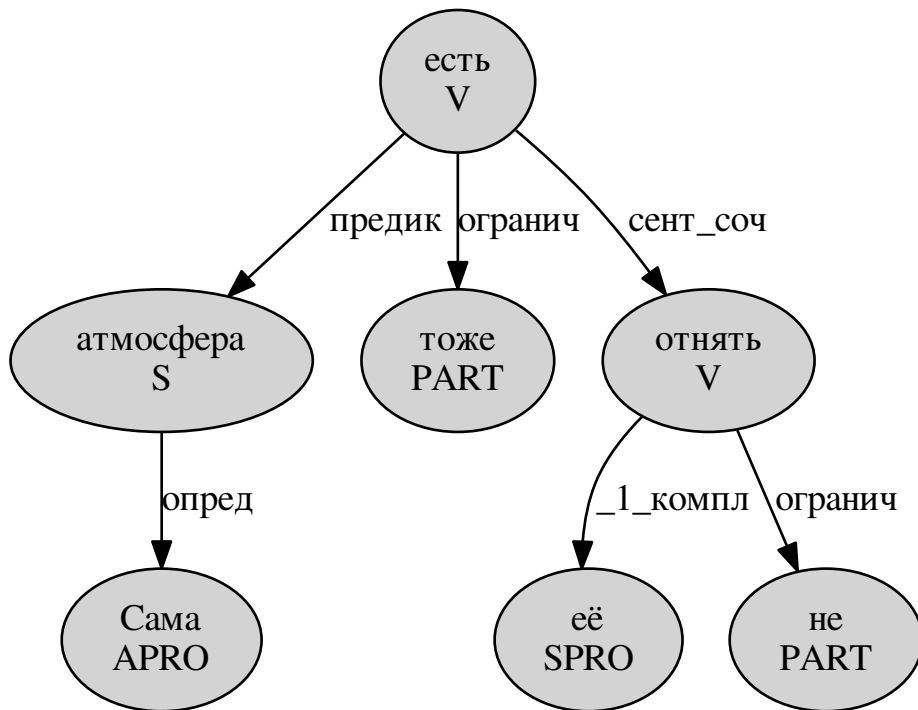 есть
V
предик
огранич
сент_соч
атмосфера
S
тоже
PART
отнять
V
опред
_1_компл
огранич
Сама
APRO
её
SPRO
не
PART